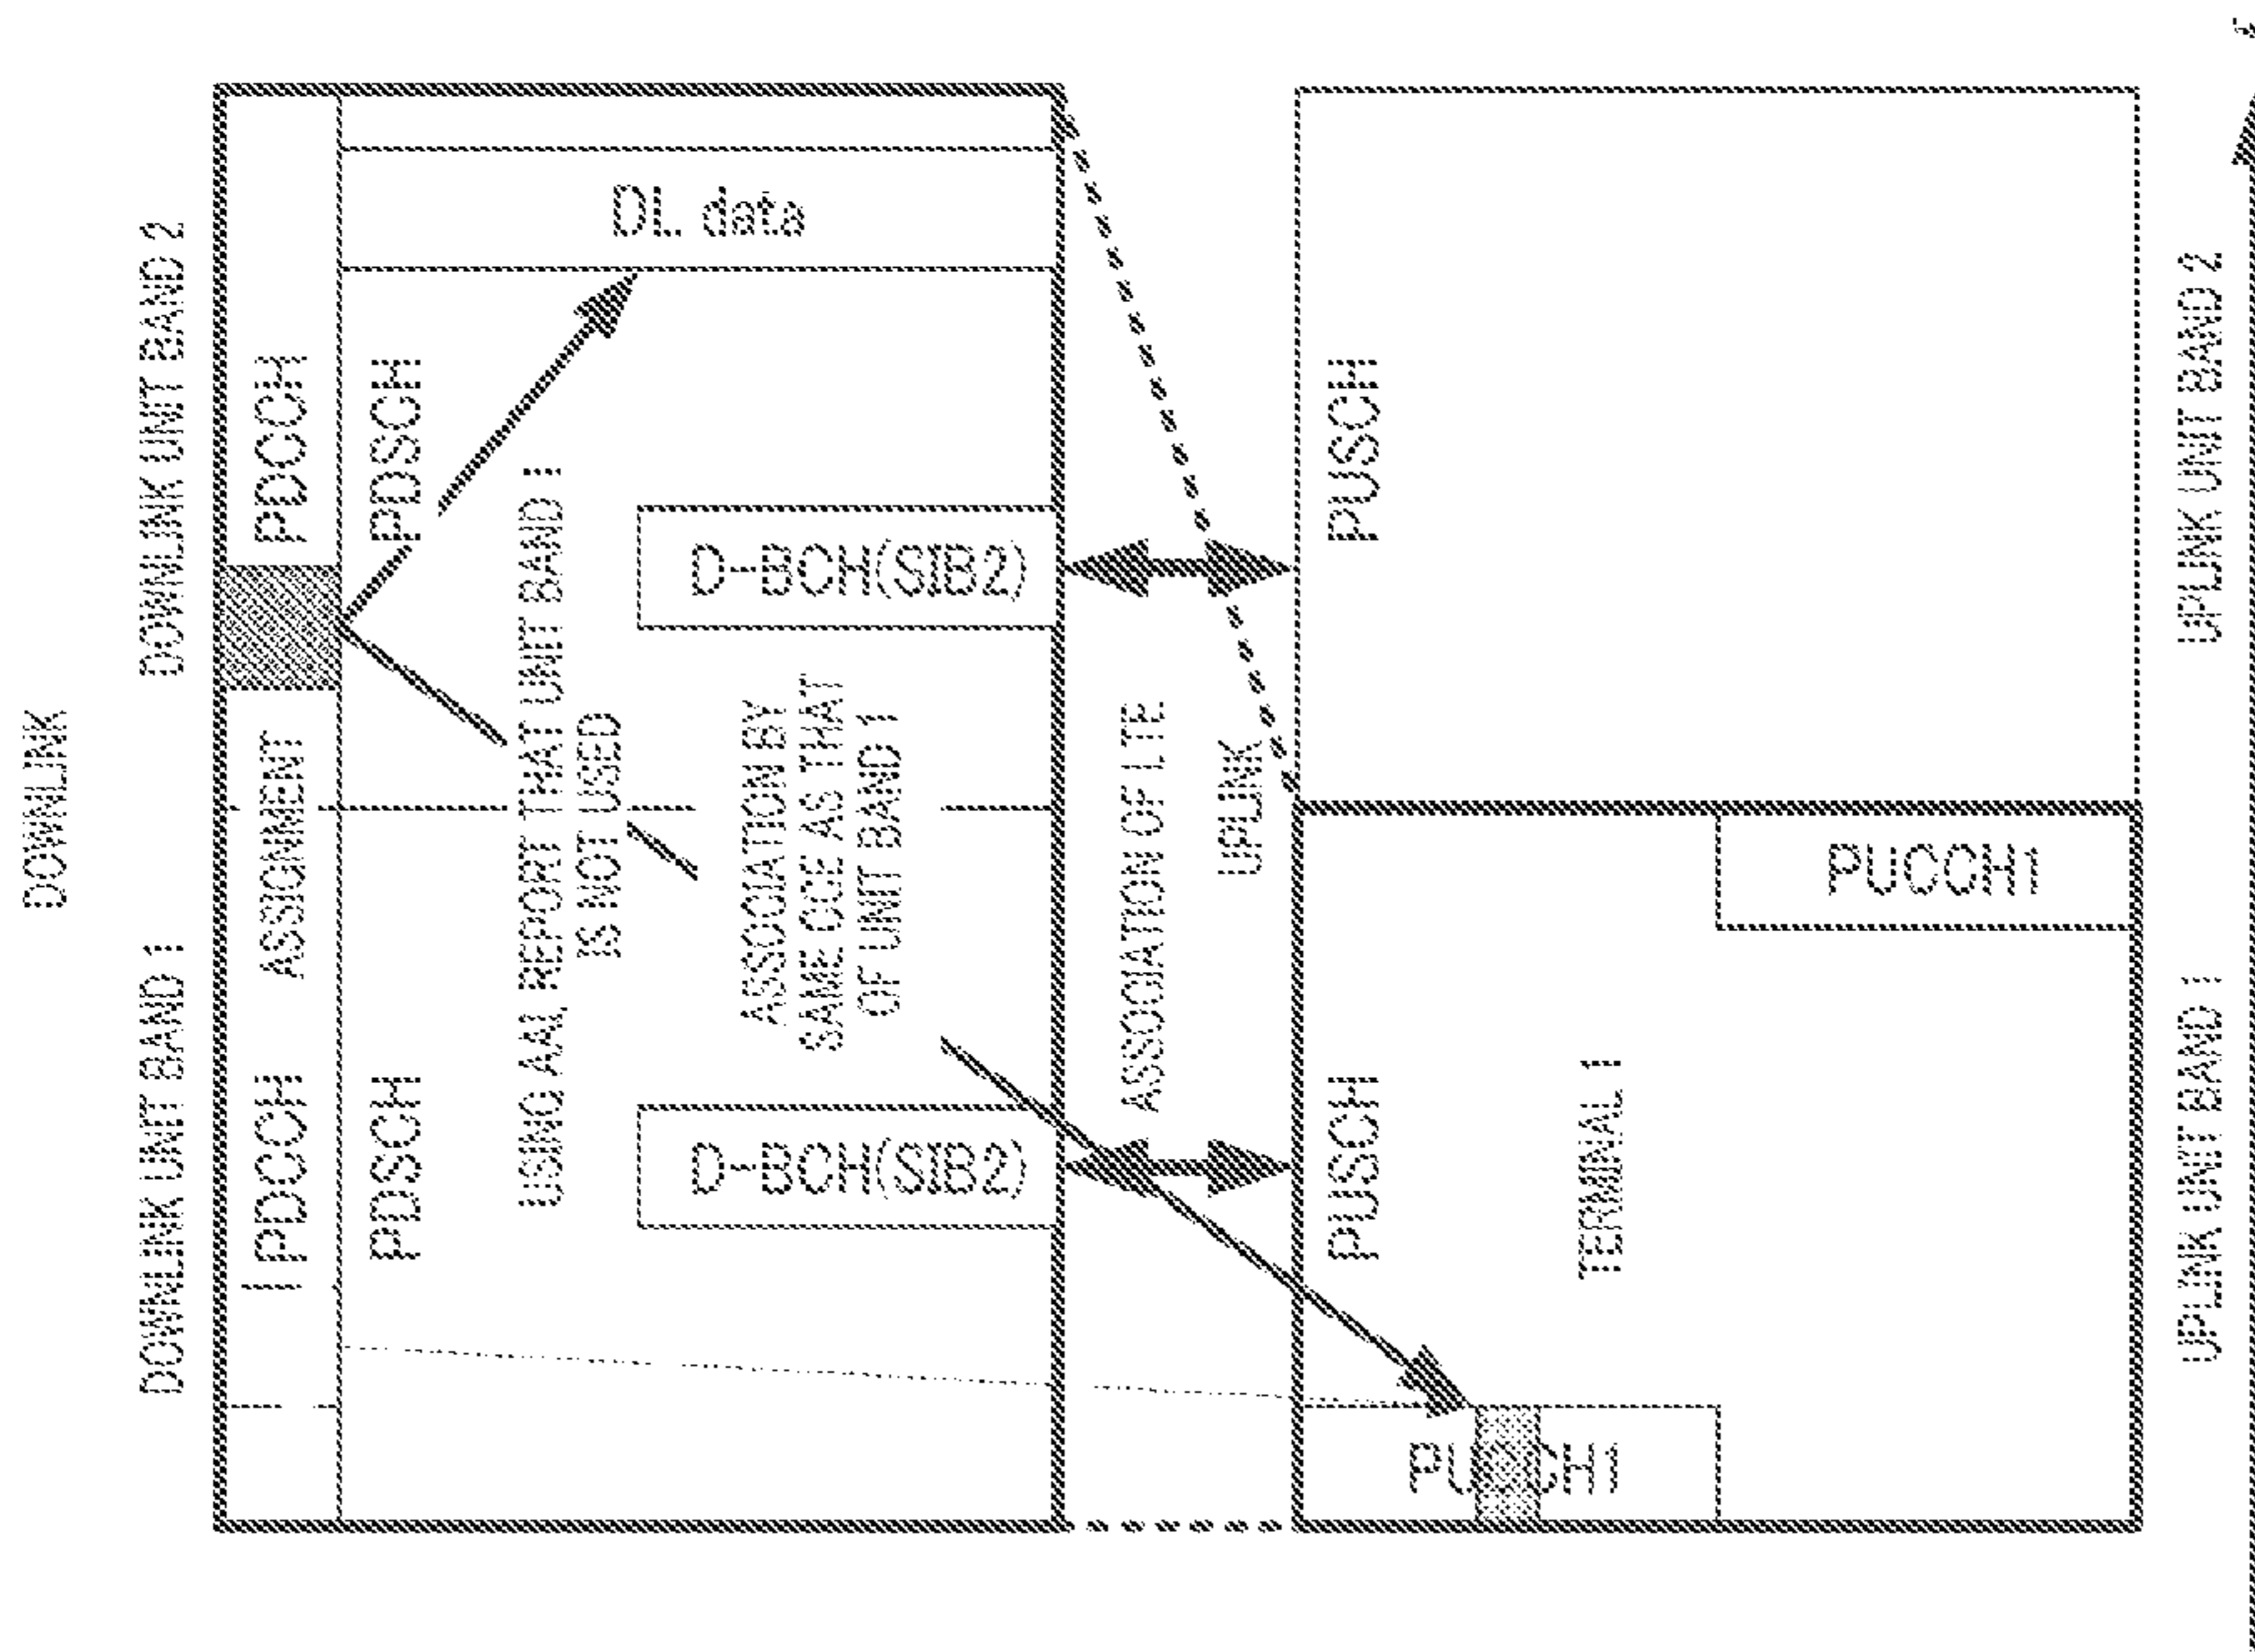 DOWNLINK
DOWNLINK UNIT BAND 1
DOWNLINK UNIT BAND 2
PDCCH
ASSIGNMENT
PDCCH
PDSCH
PDSCH
USING AAI, REPORT THAT UNIT BAND 1
IS NOT USED
DL data
ASSOCIATION BY
SAME CCE AS THAT
OF UNIT BAND 1
D-BCH(SIB2)
D-BCH(SIB2)
ASSOCIATION OF LTE
UPLINK
PUSCH
PUSCH
TERMINAL 1
PUCCH1
PUCCH1
UPLINK UNIT BAND 1
UPLINK UNIT BAND 2
f